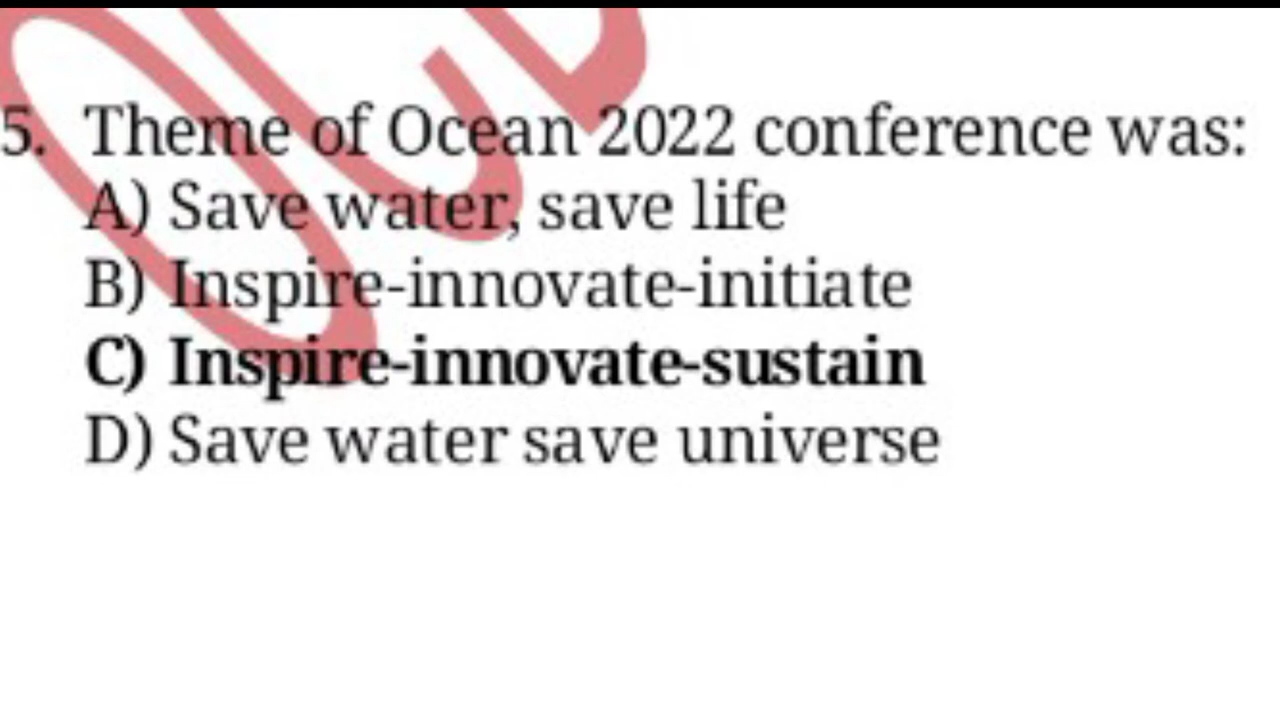 5. Theme of Ocean 2022 conference was:
A) Save water, save life
B) Inspire-innovate-initiate
C) Inspire-innovate-sustain
D) Save water save universe